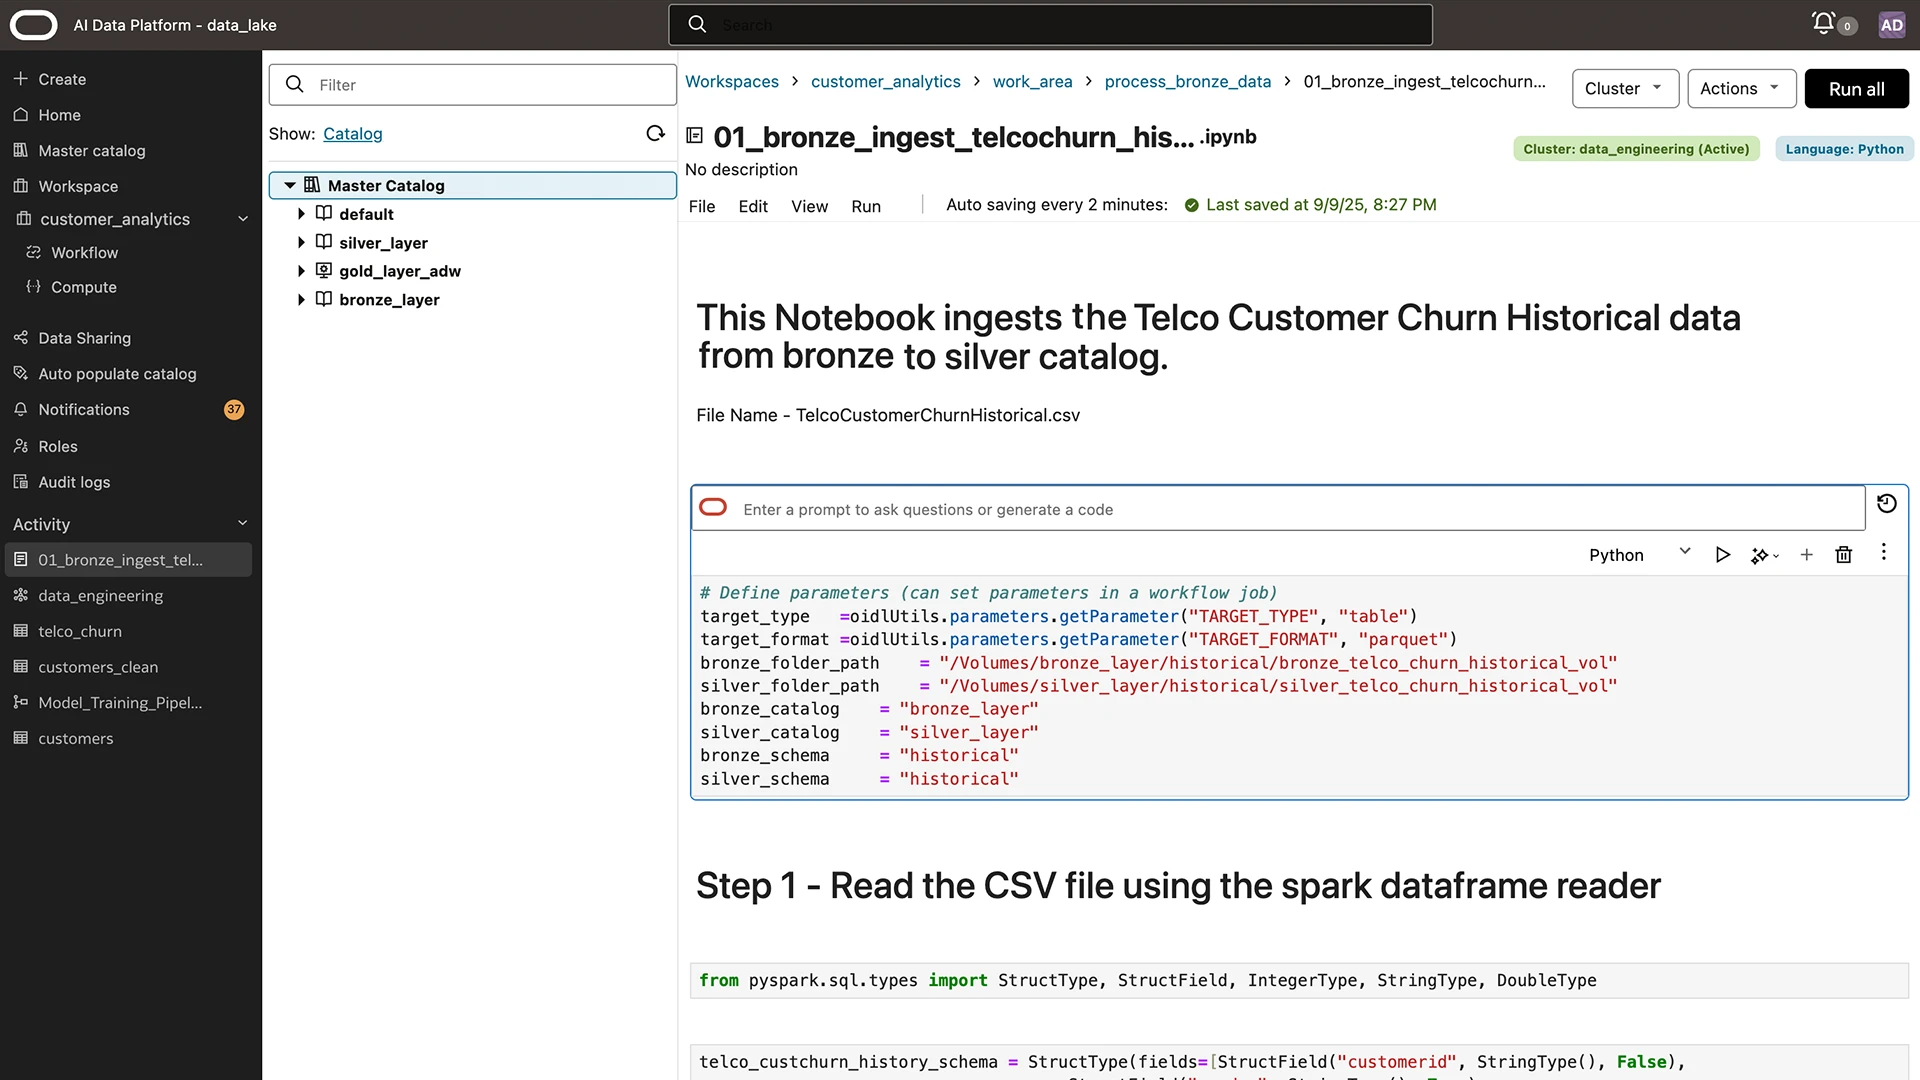 AI Data Platform - data_lake
Search
0
AD
Create
Home
Master catalog
Workspace
customer_analytics
Workflow
Compute
Data Sharing
Auto populate catalog
Notifications
37
Roles
Audit logs
Activity
01_bronze_ingest_tel...
data_engineering
telco_churn
customers_clean
Model_Training_Pipel...
customers
Filter
Show: Catalog
Master Catalog
default
silver_layer
gold_layer_adw
bronze_layer
Workspaces > customer_analytics > work_area > process_bronze_data > 01_bronze_ingest_telcochurn...
Cluster
Actions
Run all
01_bronze_ingest_telcochurn_his... .ipynb
Cluster: data_engineering (Active)
Language: Python
No description
File Edit View Run
Auto saving every 2 minutes: Last saved at 9/9/25, 8:27 PM
This Notebook ingests the Telco Customer Churn Historical data
from bronze to silver catalog.
File Name - TelcoCustomerChurnHistorical.csv
Enter a prompt to ask questions or generate a code
Python
# Define parameters (can set parameters in a workflow job)
target_type   =oidlUtils.parameters.getParameter("TARGET_TYPE", "table")
target_format =oidlUtils.parameters.getParameter("TARGET_FORMAT", "parquet")
bronze_folder_path    = "/Volumes/bronze_layer/historical/bronze_telco_churn_historical_vol"
silver_folder_path    = "/Volumes/silver_layer/historical/silver_telco_churn_historical_vol"
bronze_catalog    = "bronze_layer"
silver_catalog    = "silver_layer"
bronze_schema     = "historical"
silver_schema     = "historical"
Step 1 - Read the CSV file using the spark dataframe reader
from pyspark.sql.types import StructType, StructField, IntegerType, StringType, DoubleType
telco_custchurn_history_schema = StructType(fields=[StructField("customerid", StringType(), False),